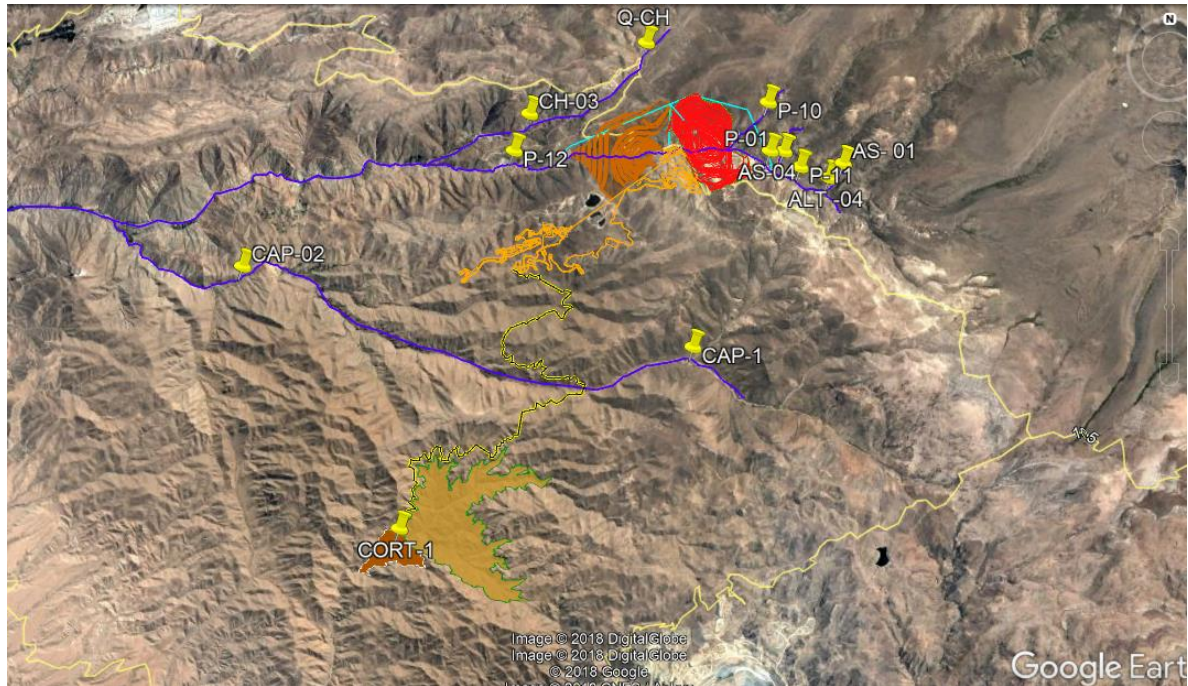 N
Q-CH
CH-03
P-10
P-01
P-12
AS- 01
AS-04
P-11
ALT -04
CAP-02
CAP-1
CORT-1
Image © 2018 DigitalGlobe
Image © 2018 DigitalGlobe
© 2018 Google
Google Eart